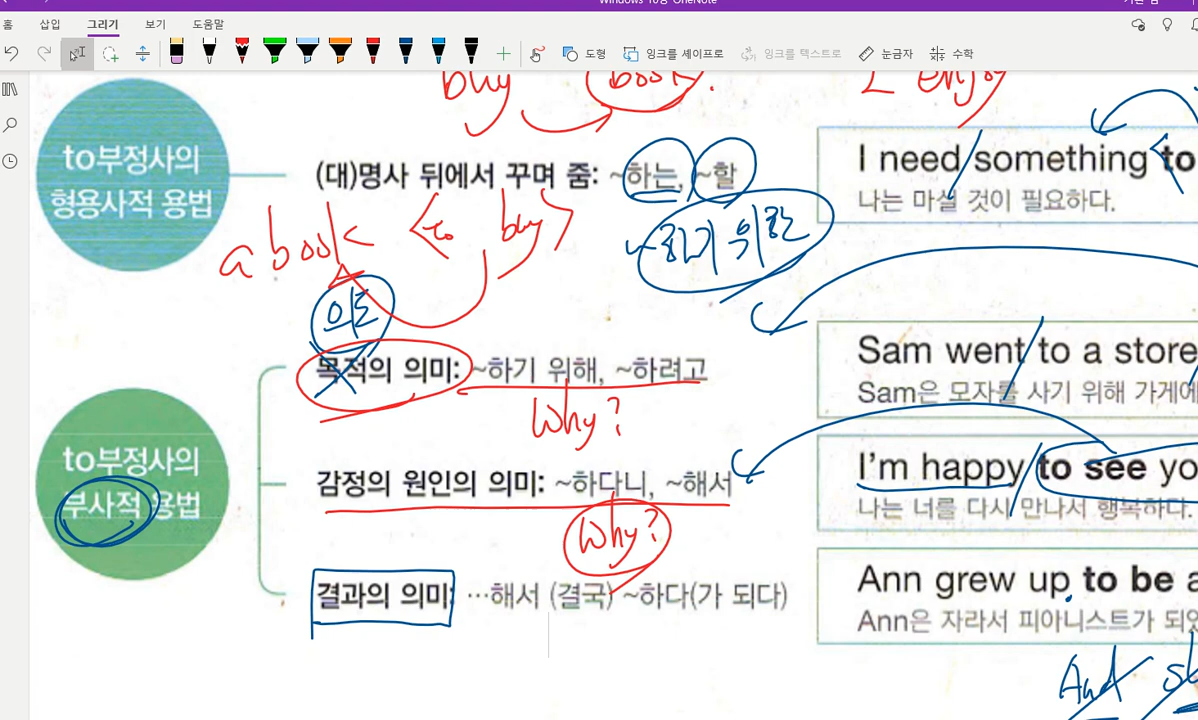 Windows 10용 OneNote
홈 삽입 그리기 보기 도움말
도형 잉크를 셰이프로 잉크를 텍스트로 눈금자 수학
buy book. I enjoy
to부정사의
형용사적 용법
(대)명사 뒤에서 꾸며 줌: ~하는, ~할
~하기 위한
I need something to
나는 마실 것이 필요하다.
a book <to buy>
의도
목적의 의미: ~하기 위해, ~하려고
Why?
Sam went to a store
Sam은 모자를 사기 위해 가게에
to부정사의
부사적 용법
감정의 원인의 의미: ~하다니, ~해서
Why?
I'm happy to see yo
나는 너를 다시 만나서 행복하다.
결과의 의미: …해서 (결국) ~하다(가 되다)
Ann grew up to be a
Ann은 자라서 피아니스트가 되었
And